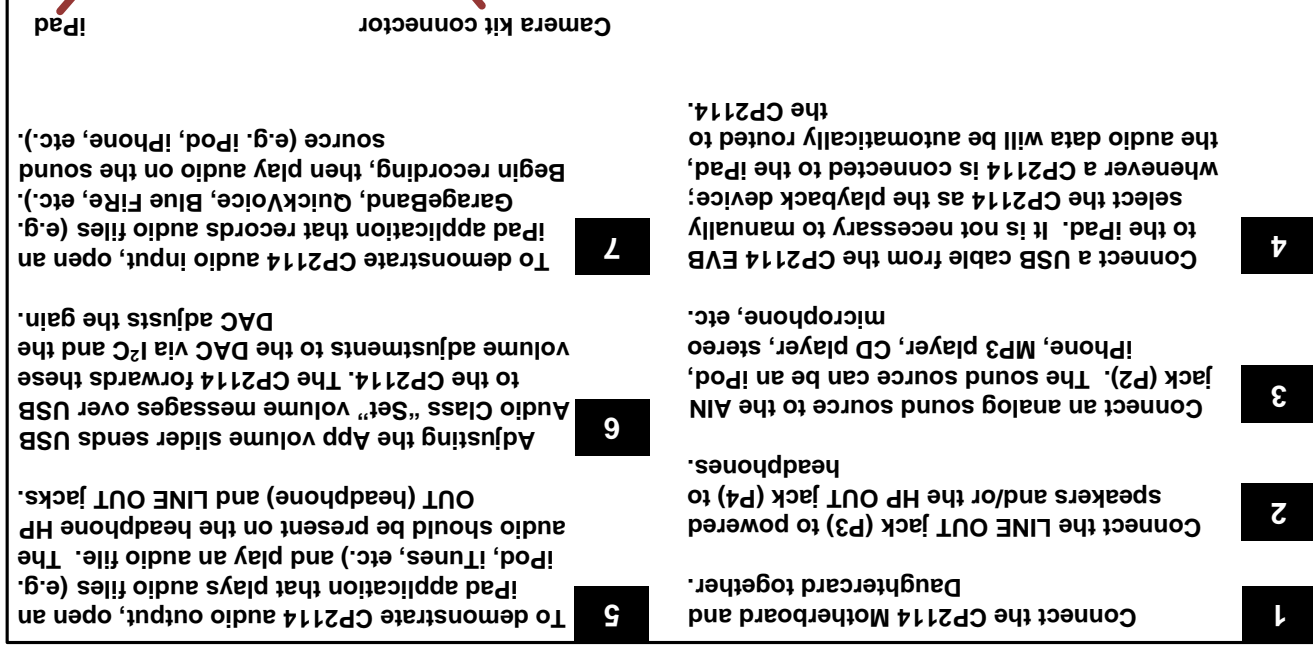 1
Connect the CP2114 Motherboard and
Daughtercard together.
2
Connect the LINE OUT jack (P3) to powered
speakers and/or the HP OUT jack (P4) to
headphones.
3
Connect an analog sound source to the AIN
jack (P2). The sound source can be an iPod,
iPhone, MP3 player, CD player, stereo
microphone, etc.
4
Connect a USB cable from the CP2114 EVB
to the iPad. It is not necessary to manually
select the CP2114 as the playback device;
whenever a CP2114 is connected to the iPad,
the audio data will be automatically routed to
the CP2114.
5
To demonstrate CP2114 audio output, open an
iPad application that plays audio files (e.g.
iPod, iTunes, etc.) and play an audio file. The
audio should be present on the headphone HP
OUT (headphone) and LINE OUT jacks.
6
Adjusting the App volume slider sends USB
Audio Class “Set” volume messages over USB
to the CP2114. The CP2114 forwards these
volume adjustments to the DAC via I²C and the
DAC adjusts the gain.
7
To demonstrate CP2114 audio input, open an
iPad application that records audio files (e.g.
GarageBand, QuickVoice, Blue FiRe, etc.).
Begin recording, then play audio on the sound
source (e.g. iPod, iPhone, etc.).
Camera kit connector
iPad